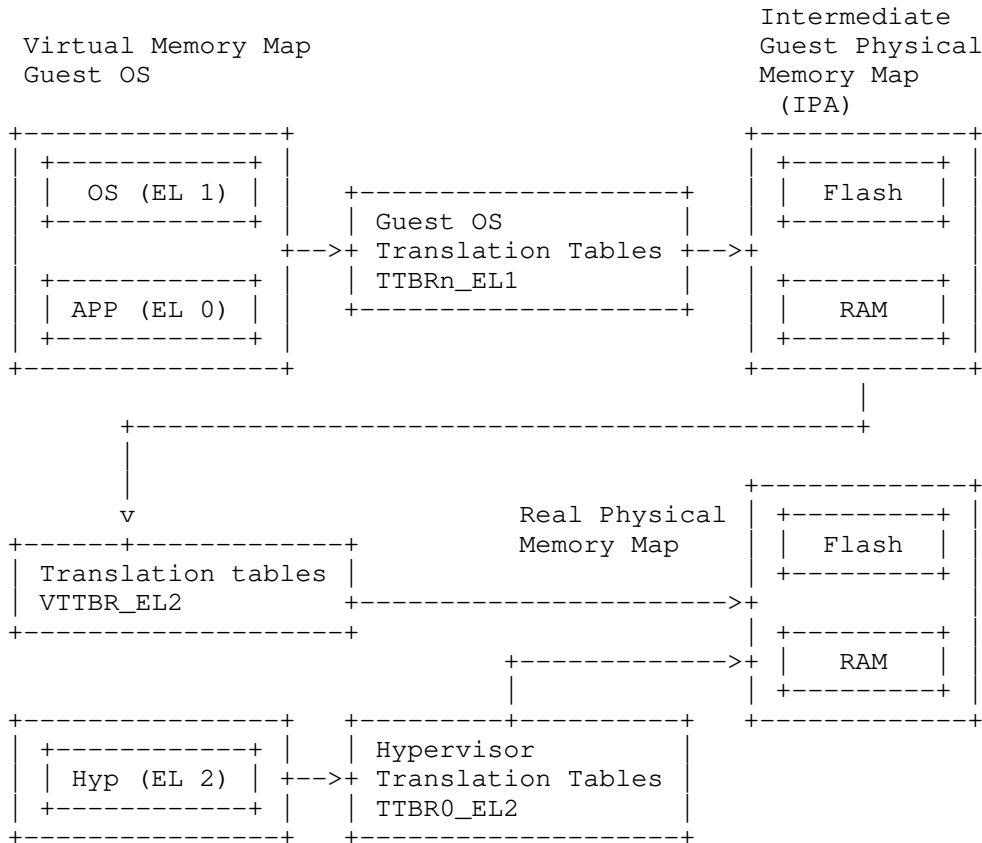 Intermediate
Virtual Memory Map
Guest Physical
Guest OS
Memory Map
(IPA)
OS (EL 1)
Flash
Guest OS
Translation Tables
TTBRn_EL1
APP (EL 0)
RAM
Real Physical
Memory Map
Flash
Translation tables
VTTBR_EL2
RAM
Hypervisor
Hyp (EL 2)
Translation Tables
TTBR0_EL2